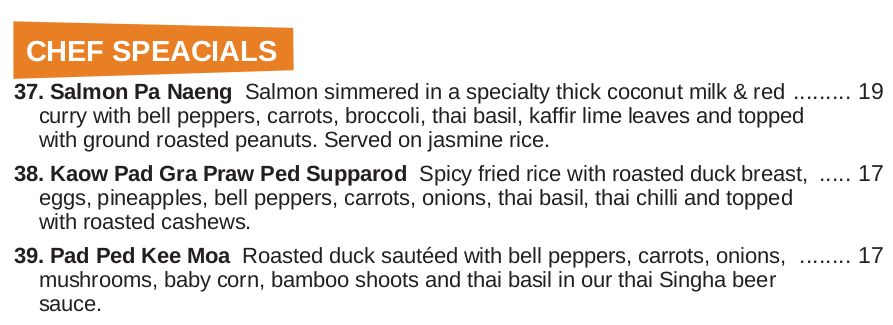 CHEF SPEACIALS
37. Salmon Pa Naeng  Salmon simmered in a specialty thick coconut milk & red ......... 19
curry with bell peppers, carrots, broccoli, thai basil, kaffir lime leaves and topped
with ground roasted peanuts. Served on jasmine rice.
38. Kaow Pad Gra Praw Ped Supparod  Spicy fried rice with roasted duck breast, ..... 17
eggs, pineapples, bell peppers, carrots, onions, thai basil, thai chilli and topped
with roasted cashews.
39. Pad Ped Kee Moa  Roasted duck sautéed with bell peppers, carrots, onions, ........ 17
mushrooms, baby corn, bamboo shoots and thai basil in our thai Singha beer
sauce.